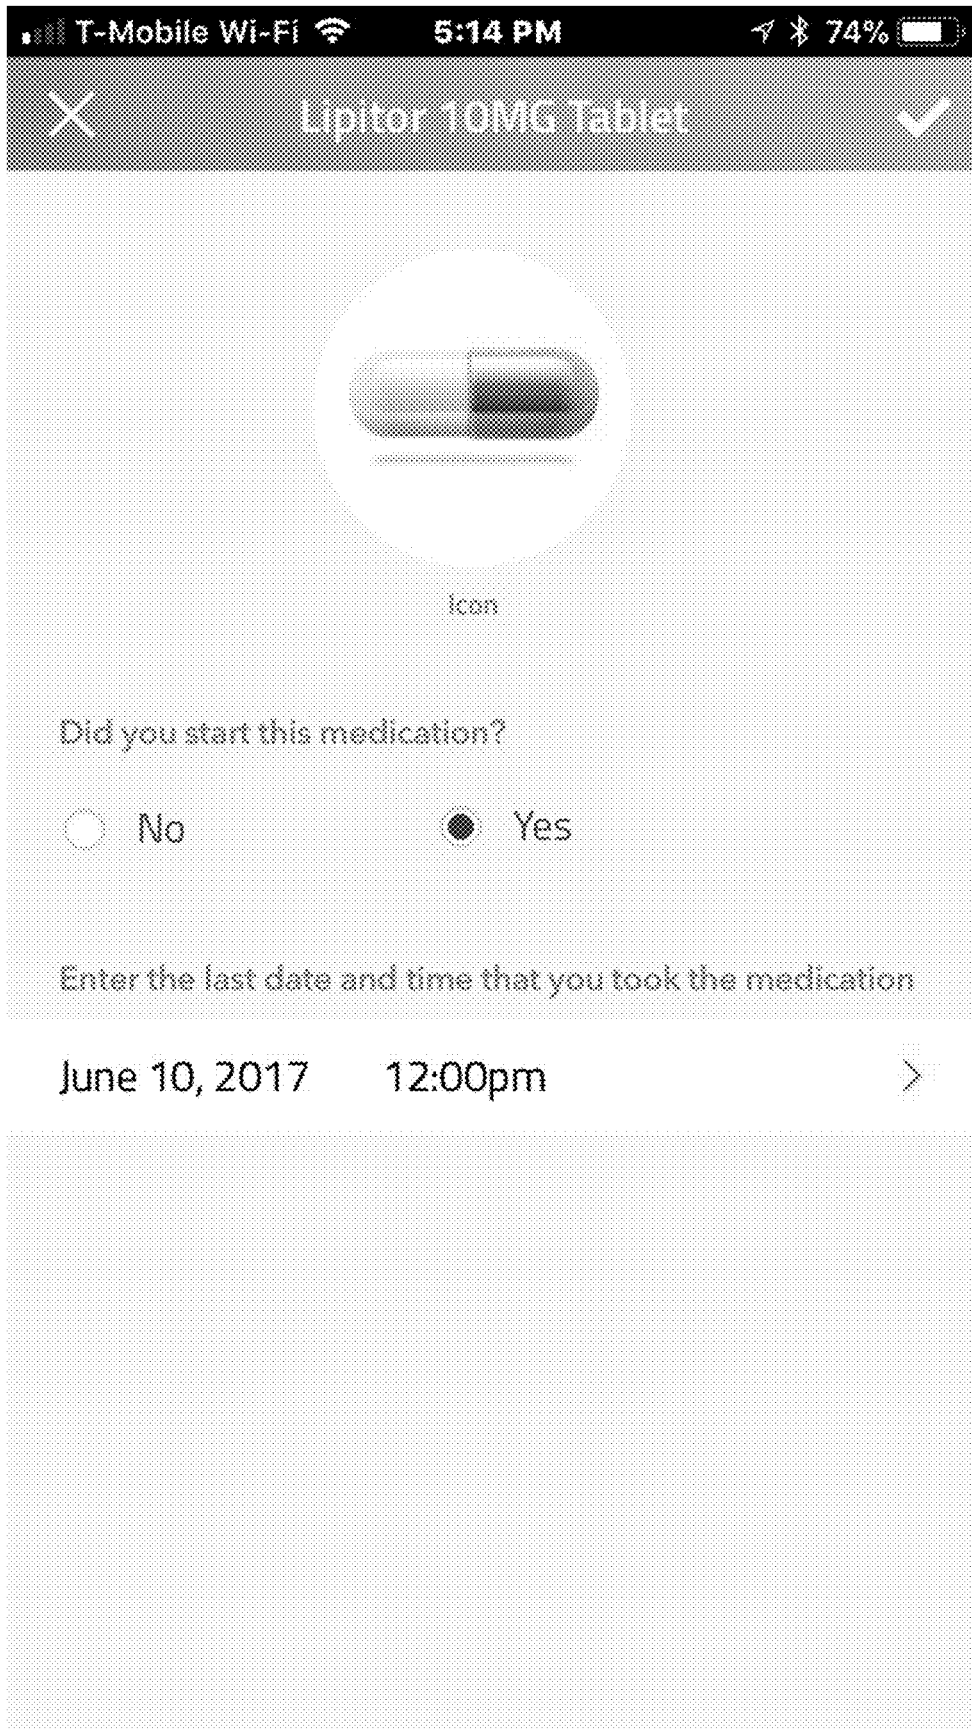 T-Mobile Wi-Fi 5:14 PM 74%
Lipitor 10MG Tablet
Icon
Did you start this medication?
No Yes
Enter the last date and time that you took the medication
June 10, 2017 12:00pm